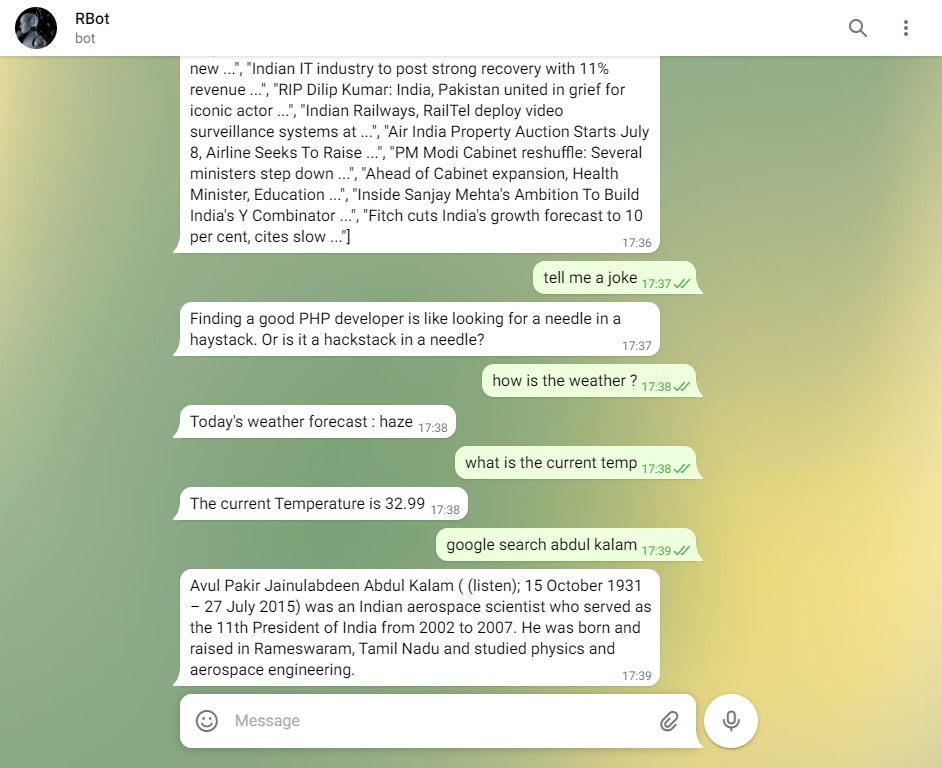 RBot
bot
new ...", "Indian IT industry to post strong recovery with 11%
revenue ...", "RIP Dilip Kumar: India, Pakistan united in grief for
iconic actor ...", "Indian Railways, RailTel deploy video
surveillance systems at ...", "Air India Property Auction Starts July
8, Airline Seeks To Raise ...", "PM Modi Cabinet reshuffle: Several
ministers step down ...", "Ahead of Cabinet expansion, Health
Minister, Education ...", "Inside Sanjay Mehta's Ambition To Build
India's Y Combinator ...", "Fitch cuts India's growth forecast to 10
per cent, cites slow ..."]
17:36
tell me a joke 17:37
Finding a good PHP developer is like looking for a needle in a
haystack. Or is it a hackstack in a needle?
17:37
how is the weather ? 17:38
Today's weather forecast : haze 17:38
what is the current temp 17:38
The current Temperature is 32.99 17:38
google search abdul kalam 17:39
Avul Pakir Jainulabdeen Abdul Kalam ( (listen); 15 October 1931
– 27 July 2015) was an Indian aerospace scientist who served as
the 11th President of India from 2002 to 2007. He was born and
raised in Rameswaram, Tamil Nadu and studied physics and
aerospace engineering.
17:39
Message